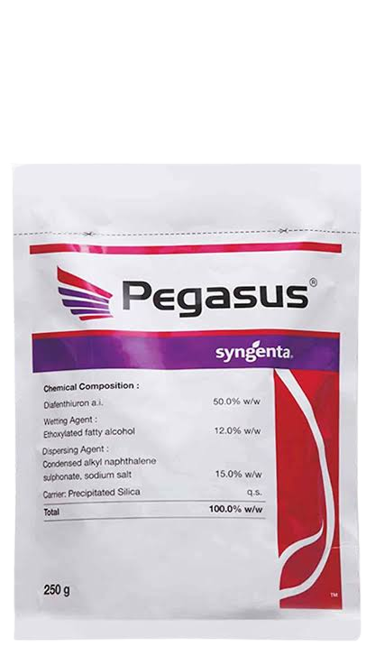 Pegasus®
syngenta®
Chemical Composition :
Diafenthiuron a.i. 50.0% w/w
Wetting Agent :
Ethoxylated fatty alcohol 12.0% w/w
Dispersing Agent :
Condensed alkyl naphthalene
sulphonate, sodium salt 15.0% w/w
Carrier: Precipitated Silica q.s.
Total 100.0% w/w
250 g
TM